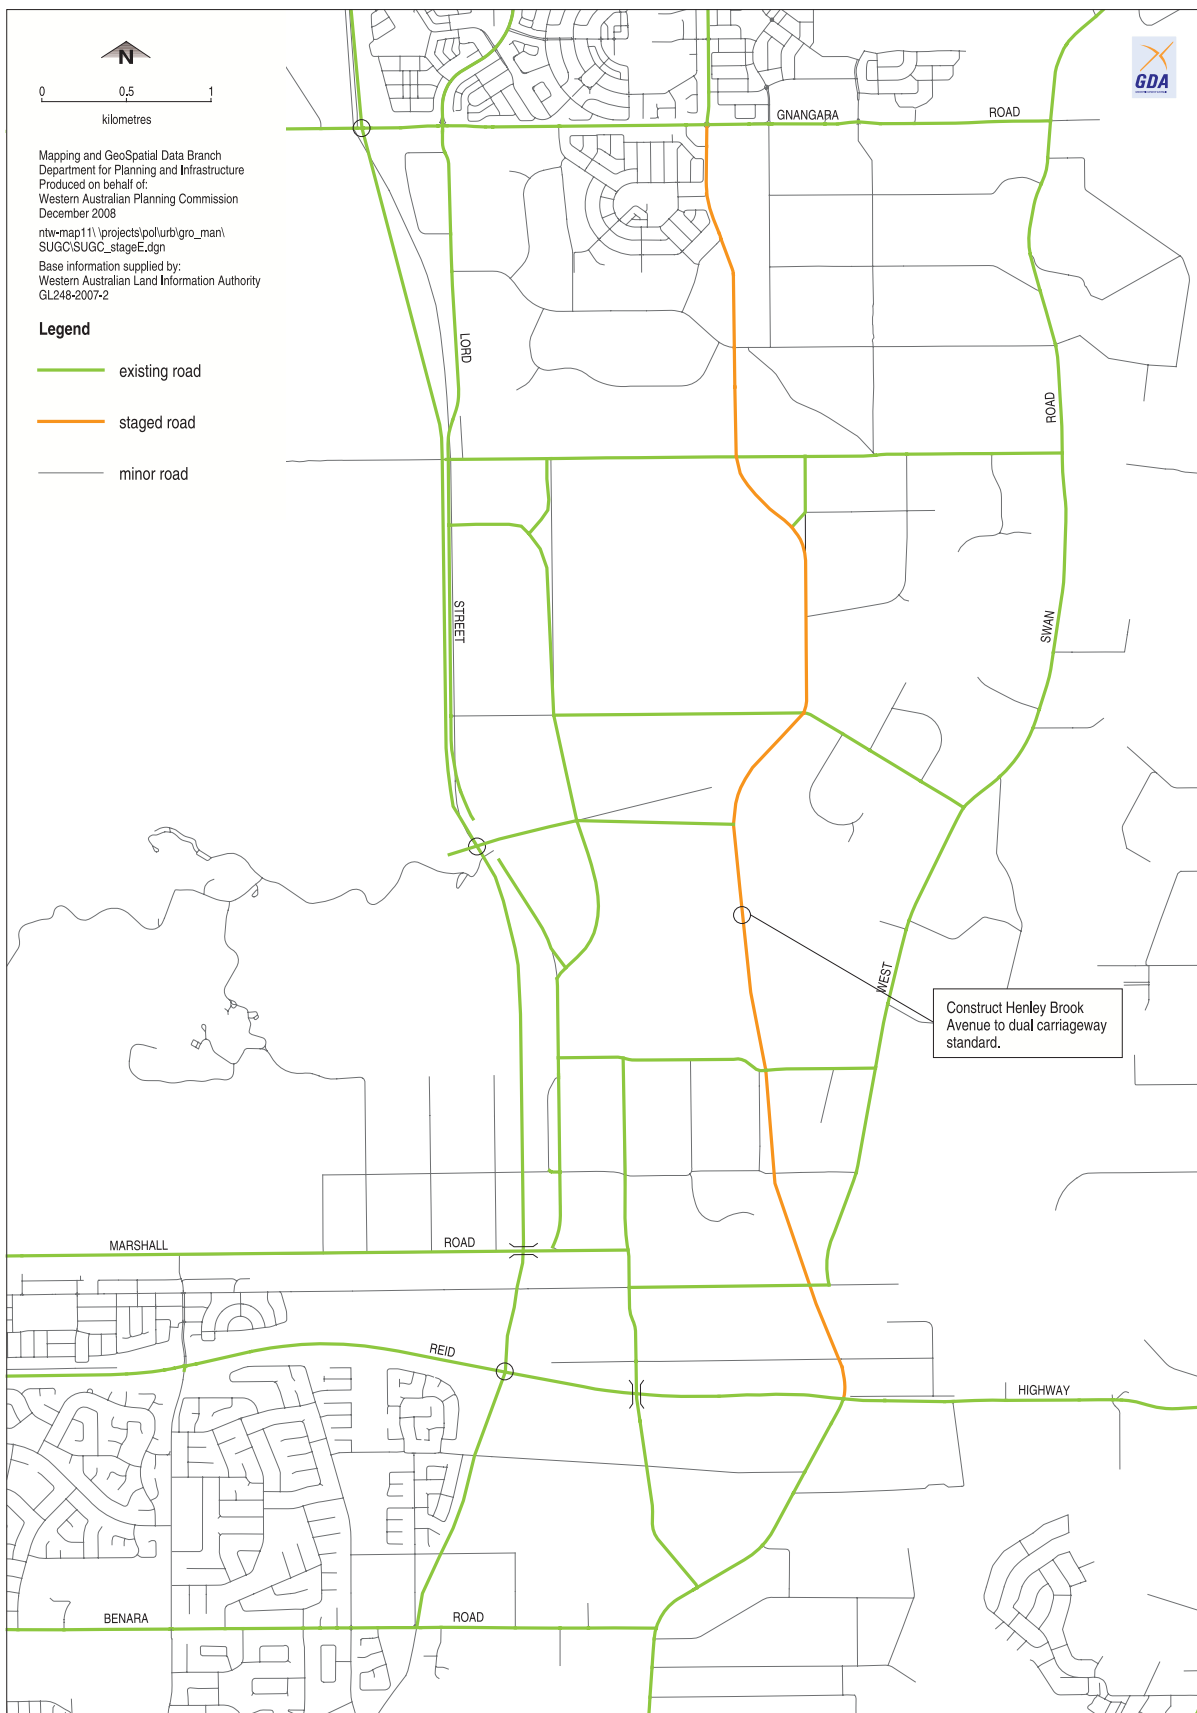 N
0 0.5 1
kilometres
Mapping and GeoSpatial Data Branch
Department for Planning and Infrastructure
Produced on behalf of:
Western Australian Planning Commission
December 2008
ntw-map11\ \projects\pol\urb\gro_man\
SUGC\SUGC_stageE.dgn
Base information supplied by:
Western Australian Land Information Authority
GL248-2007-2
Legend
existing road
staged road
minor road
GDA
GNANGARA ROAD
LORD
STREET
ROAD
SWAN
WEST
Construct Henley Brook
Avenue to dual carriageway
standard.
MARSHALL ROAD
REID
HIGHWAY
BENARA ROAD